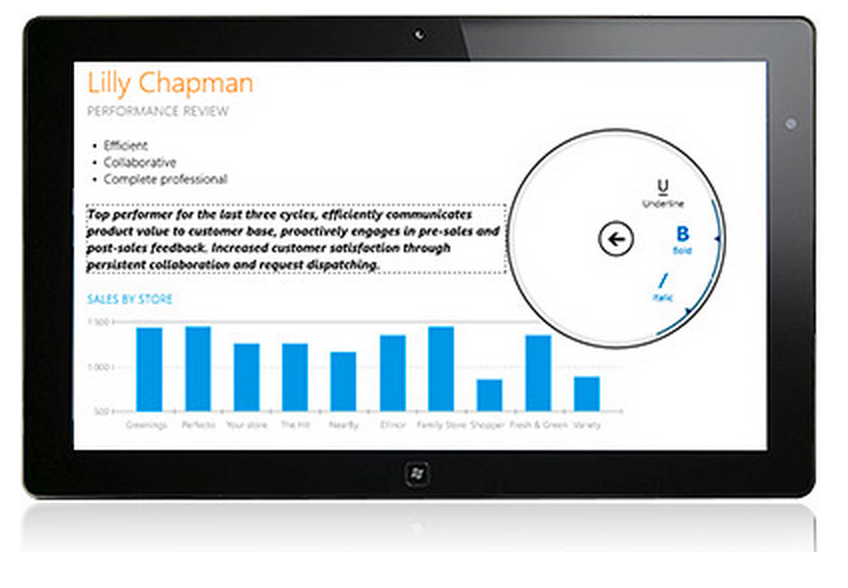 Lilly Chapman
PERFORMANCE REVIEW
• Efficient
• Collaborative
• Complete professional
Top performer for the last three cycles, efficiently communicates
product value to customer base, proactively engages in pre-sales and
post-sales feedback. Increased customer satisfaction through
persistent collaboration and request dispatching.
U
Underline
B
Bold
I
Italic
SALES BY STORE
1 500
1 000
500
Greenings Perfecto Your store The Hit NearBy Ellinor Family Store Shopper Fresh & Green Variety